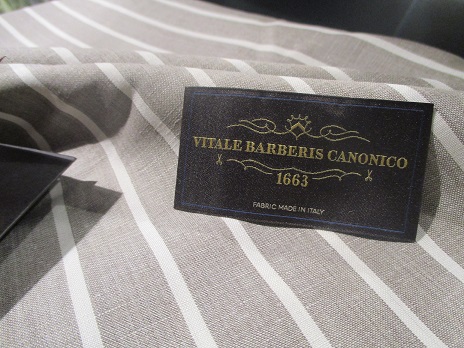 VITALE BARBERIS CANONICO
1663
FABRIC MADE IN ITALY